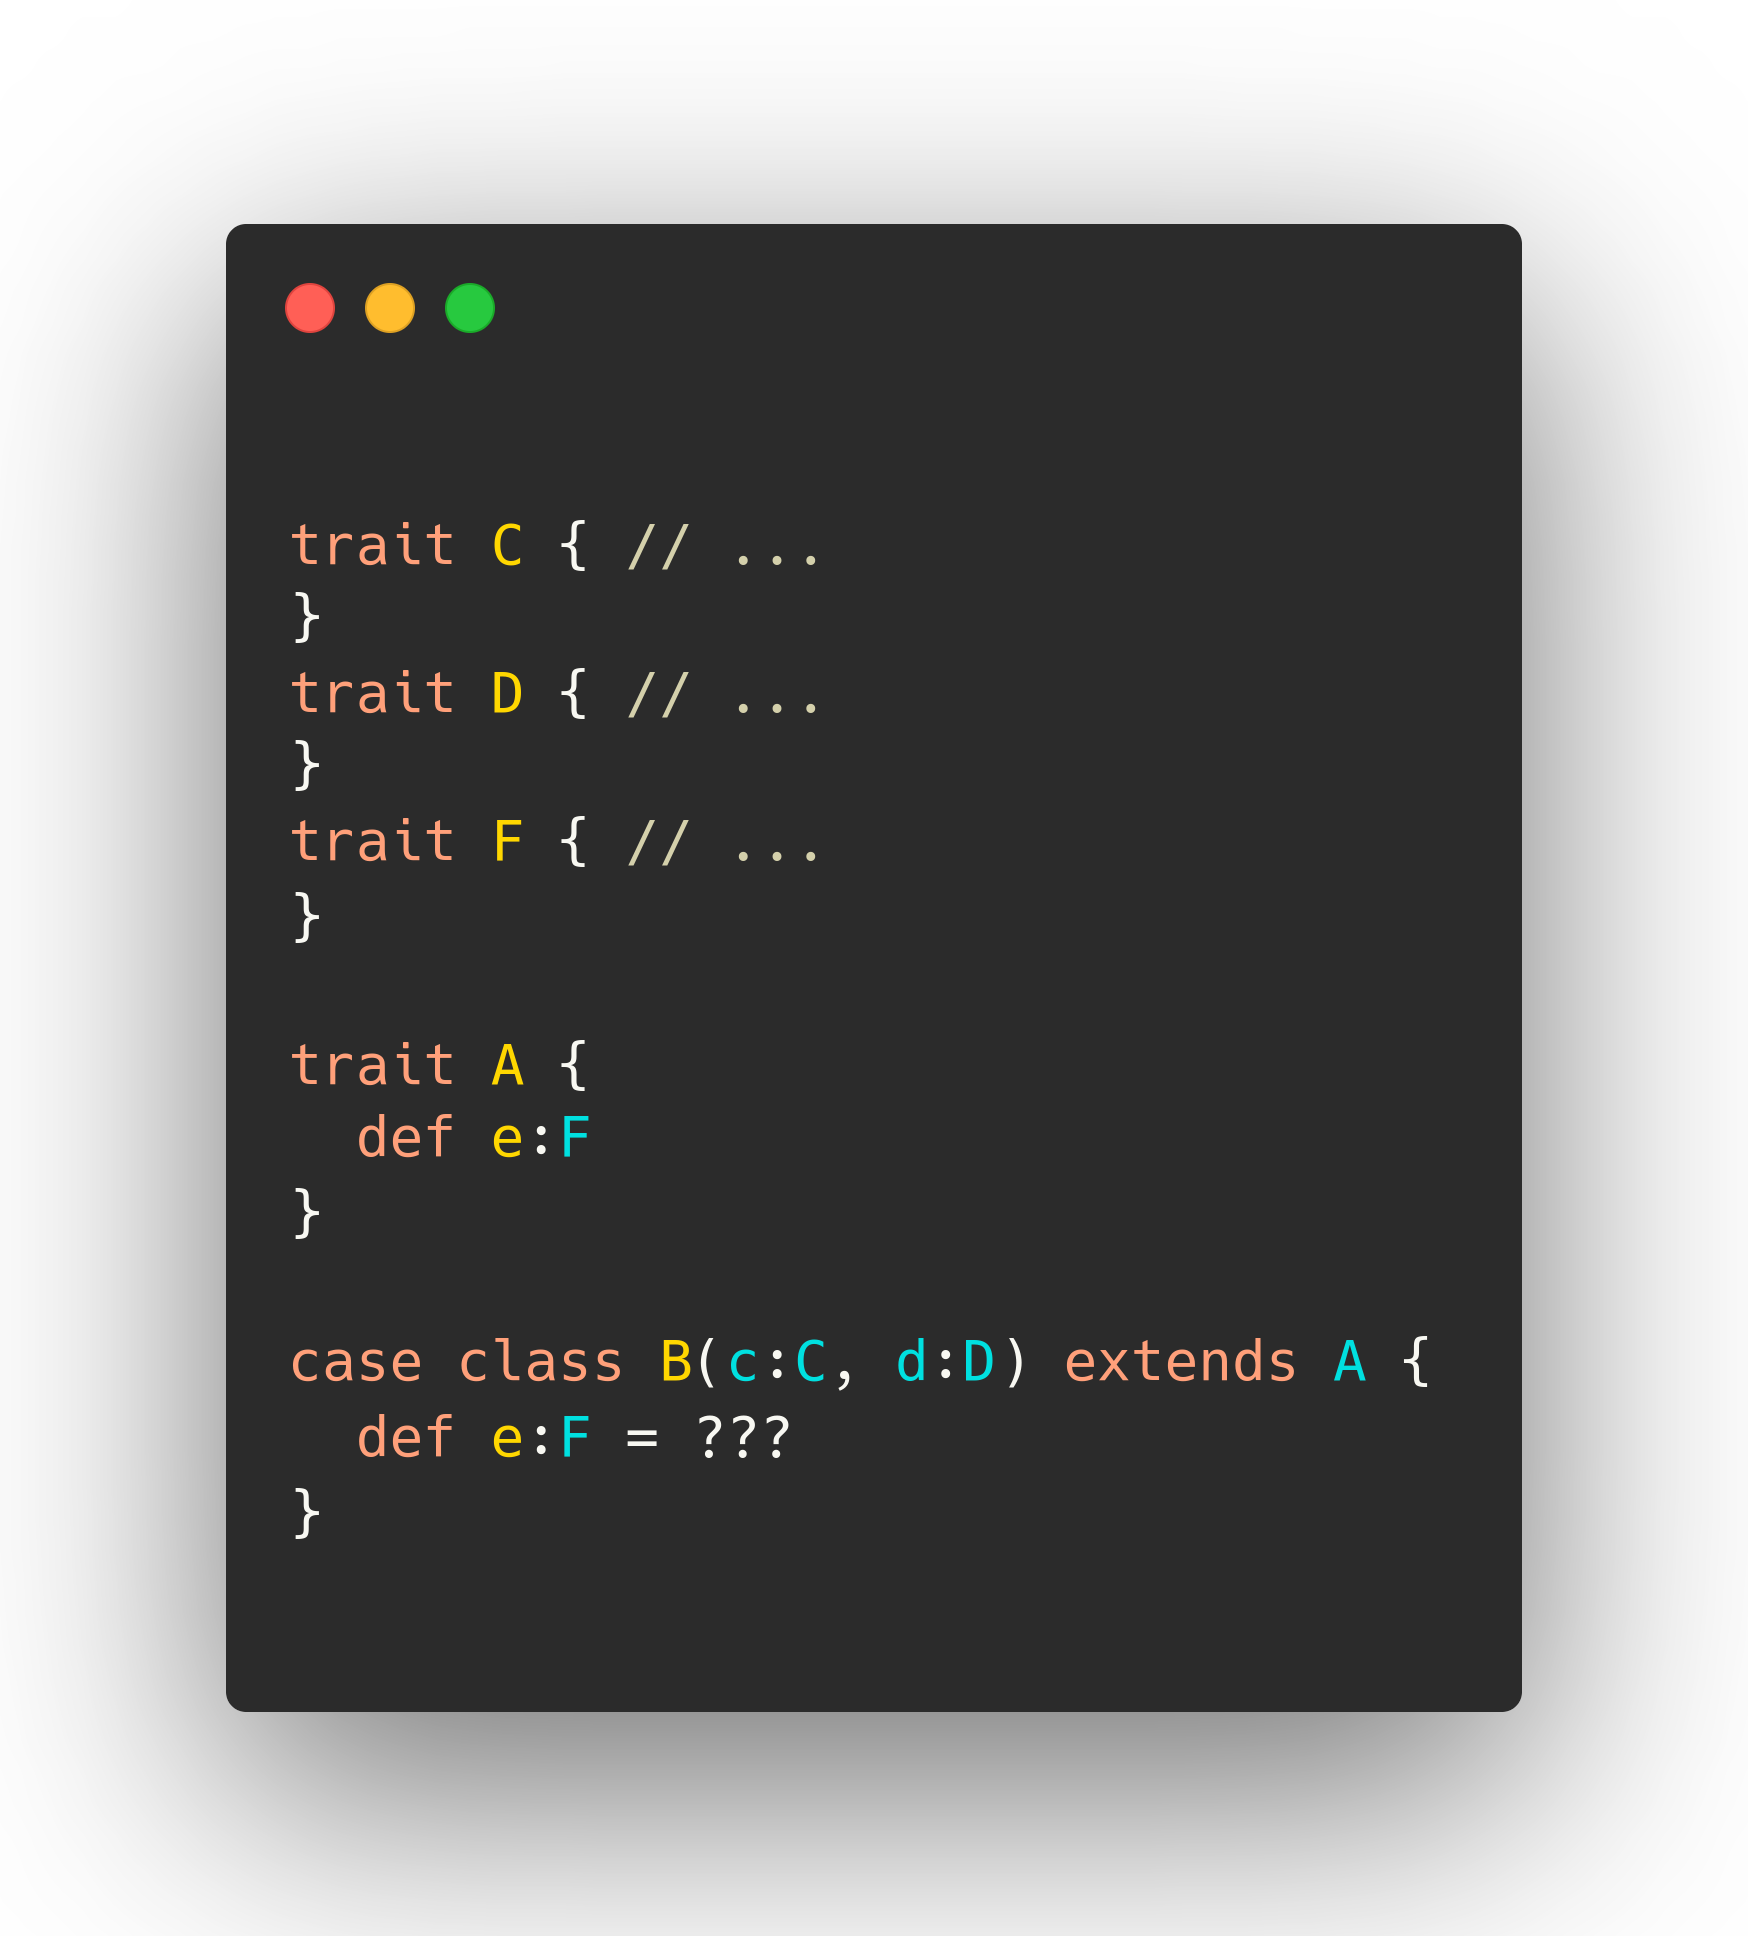 trait C { // ...
}
trait D { // ...
}
trait F { // ...
}
trait A {
  def e:F
}
case class B(c:C, d:D) extends A {
  def e:F = ???
}